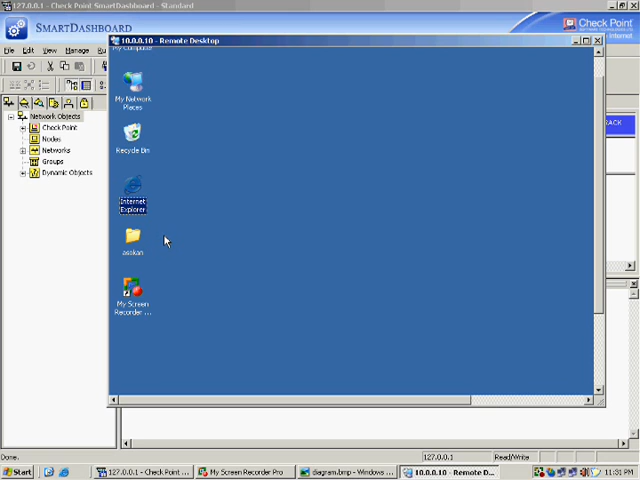 127.0.0.1 - Check Point SmartDashboard - Standard
SMARTDASHBOARD
Check Point
Internet
File Edit View Manage Ru
10.0.0.10 - Remote Desktop
My Computer
My Network
Places
Recycle Bin
Internet
Explorer
asokan
My Screen
Recorder ...
Network Objects
Check Point
Nodes
Networks
Groups
Dynamic Objects
RACK
Done.
127.0.0.1
Read/Write
Start
127.0.0.1 - Check Point ...
My Screen Recorder Pro
diagram.bmp - Windows ...
10.0.0.10 - Remote D...
11:31 PM